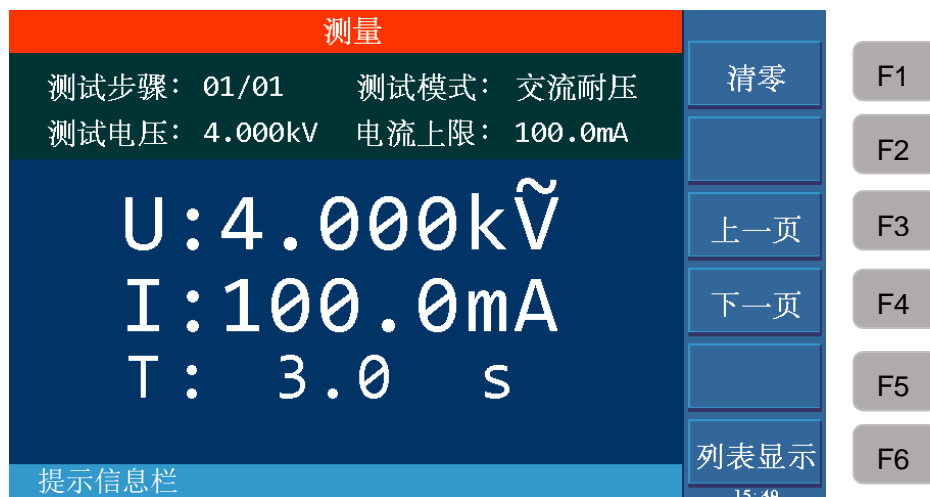 测量
测试步骤: 01/01 测试模式: 交流耐压
测试电压: 4.000kV 电流上限: 100.0mA
U:4.000kṼ
I:100.0mA
T: 3.0 s
提示信息栏
清零
上一页
下一页
列表显示
15:49
F1
F2
F3
F4
F5
F6